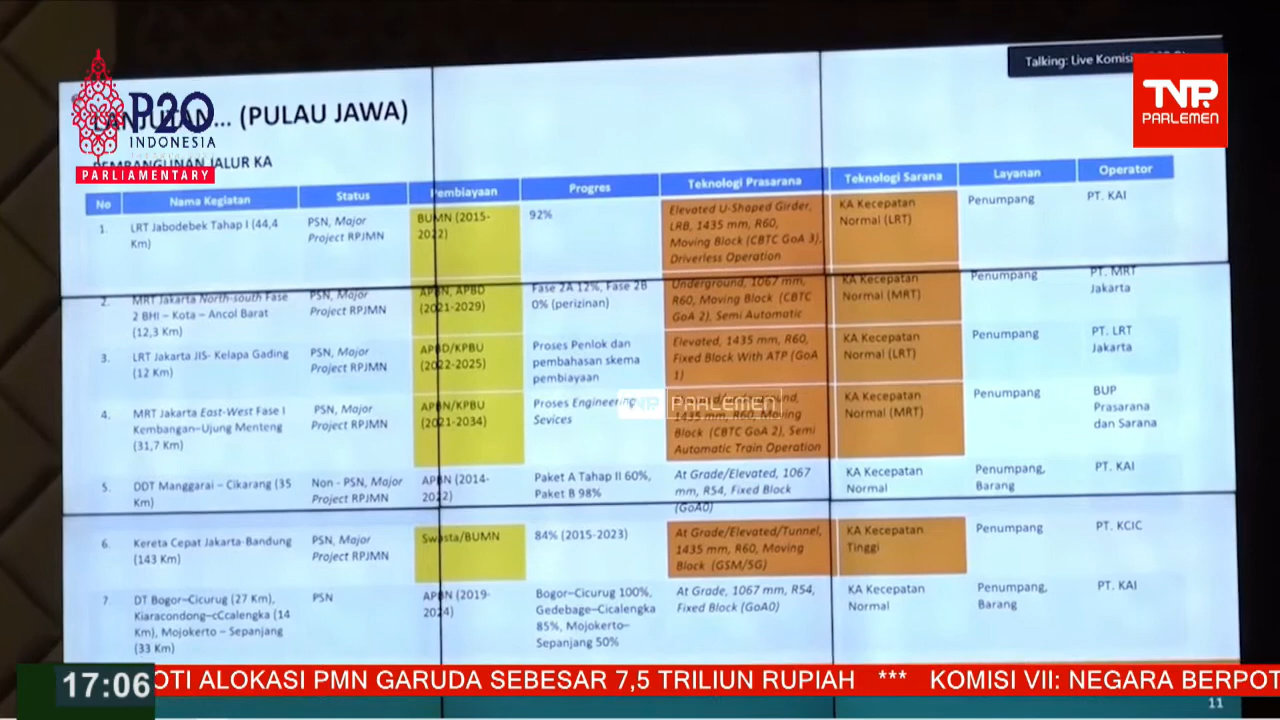 Talking: Live Komisi
P20
INDONESIA
PARLIAMENTARY
TVP.
PARLEMEN
LANJUTAN... (PULAU JAWA)
PEMBANGUNAN JALUR KA
No Nama Kegiatan Status Pembiayaan Progres Teknologi Prasarana Teknologi Sarana Layanan Operator
1. LRT Jabodebek Tahap I (44,4
Km)
PSN, Major
Project RPJMN
BUMN (2015-
2022)
92%
Elevated U-Shaped Girder,
LRB, 1435 mm, R60,
Moving Block (CBTC GoA 3),
Driverless Operation
KA Kecepatan
Normal (LRT)
Penumpang
PT. KAI
2. MRT Jakarta North-south Fase
2 BHI – Kota – Ancol Barat
(12,3 Km)
PSN, Major
Project RPJMN
APBN, APBD
(2021-2029)
Fase 2A 12%, Fase 2B
0% (perizinan)
Underground, 1067 mm,
R60, Moving Block (CBTC
GoA 2), Semi Automatic
KA Kecepatan
Normal (MRT)
Penumpang
PT. MRT
Jakarta
3. LRT Jakarta JIS- Kelapa Gading
(12 Km)
PSN, Major
Project RPJMN
APBD/KPBU
(2022-2025)
Proses Penlok dan
pembahasan skema
pembiayaan
Elevated, 1435 mm, R60,
Fixed Block With ATP (GoA
1)
KA Kecepatan
Normal (LRT)
Penumpang
PT. LRT
Jakarta
4. MRT Jakarta East-West Fase I
Kembangan–Ujung Menteng
(31,7 Km)
PSN, Major
Project RPJMN
APBN/KPBU
(2021-2034)
Proses Engineering
Sevices
1435 mm, R60, Moving
Block (CBTC GoA 2), Semi
Automatic Train Operation
KA Kecepatan
Normal (MRT)
Penumpang
BUP
Prasarana
dan Sarana
TVP. PARLEMEN
5. DDT Manggarai – Cikarang (35
Km)
Non - PSN, Major
Project RPJMN
APBN (2014-
2022)
Paket A Tahap II 60%,
Paket B 98%
At Grade/Elevated, 1067
mm, R54, Fixed Block
(GoA0)
KA Kecepatan
Normal
Penumpang,
Barang
PT. KAI
6. Kereta Cepat Jakarta-Bandung
(143 Km)
PSN, Major
Project RPJMN
Swasta/BUMN
84% (2015-2023)
At Grade/Elevated/Tunnel,
1435 mm, R60, Moving
Block (GSM/5G)
KA Kecepatan
Tinggi
Penumpang
PT. KCIC
7. DT Bogor–Cicurug (27 Km),
Kiaracondong–cCcalengka (14
Km), Mojokerto – Sepanjang
(33 Km)
PSN
APBN (2019-
2024)
Bogor–Cicurug 100%,
Gedebage–Cicalengka
85%, Mojokerto–
Sepanjang 50%
At Grade, 1067 mm, R54,
Fixed Block (GoA0)
KA Kecepatan
Normal
Penumpang,
Barang
PT. KAI
17:06 OTI ALOKASI PMN GARUDA SEBESAR 7,5 TRILIUN RUPIAH *** KOMISI VII: NEGARA BERPOT
11